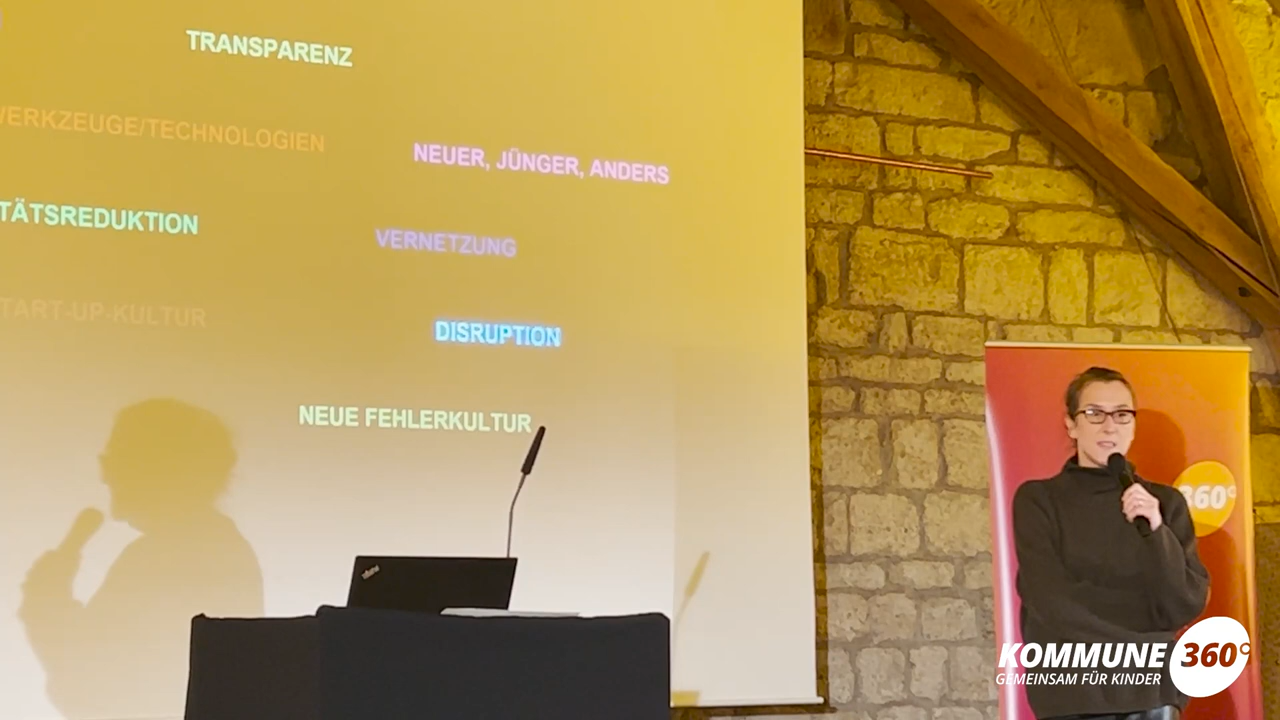 TRANSPARENZ
WERKZEUGE/TECHNOLOGIEN
NEUER, JÜNGER, ANDERS
TÄTSREDUKTION
VERNETZUNG
TART-UP-KULTUR
DISRUPTION
NEUE FEHLERKULTUR
360°
KOMMUNE 360°
GEMEINSAM FÜR KINDER